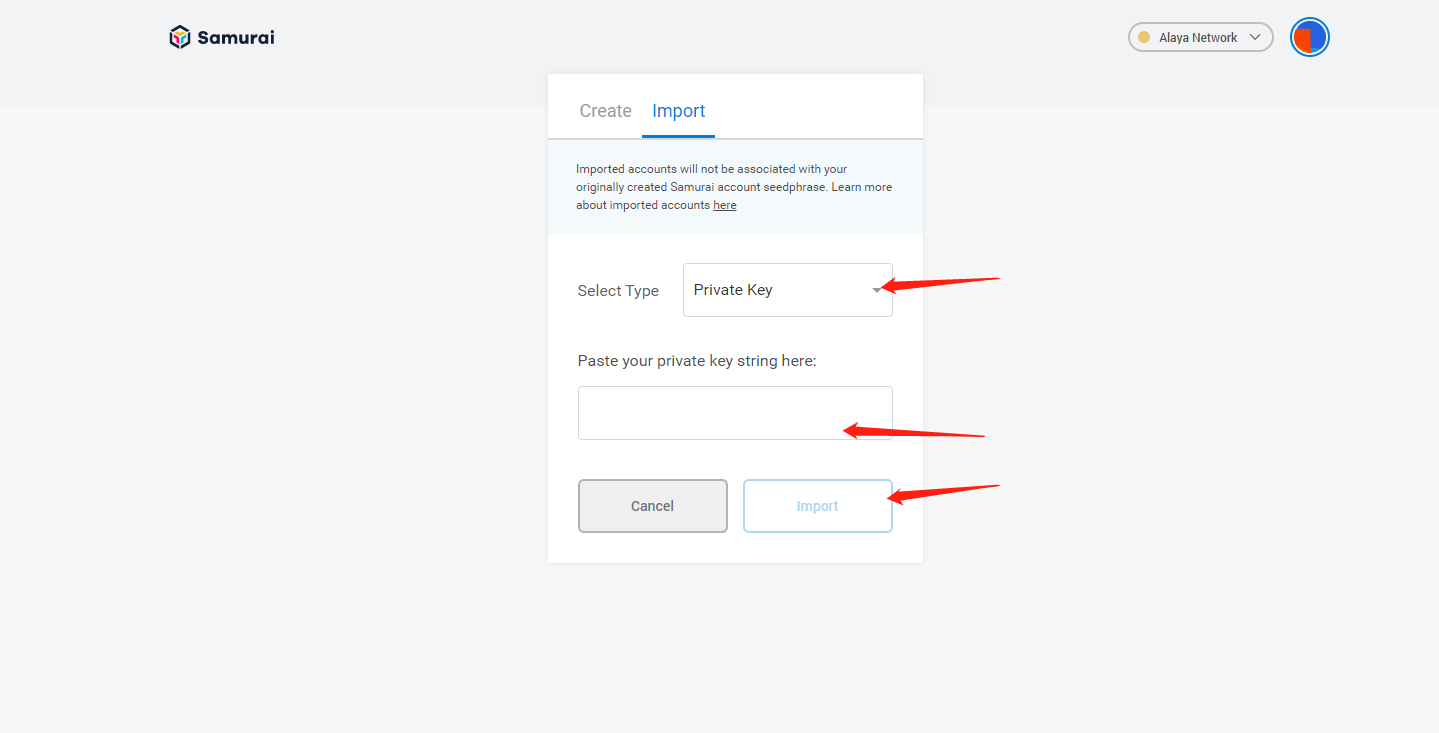 Samurai
Alaya Network
Create Import
Imported accounts will not be associated with your
originally created Samurai account seedphrase. Learn more
about imported accounts here
Select Type Private Key
Paste your private key string here:
Cancel Import